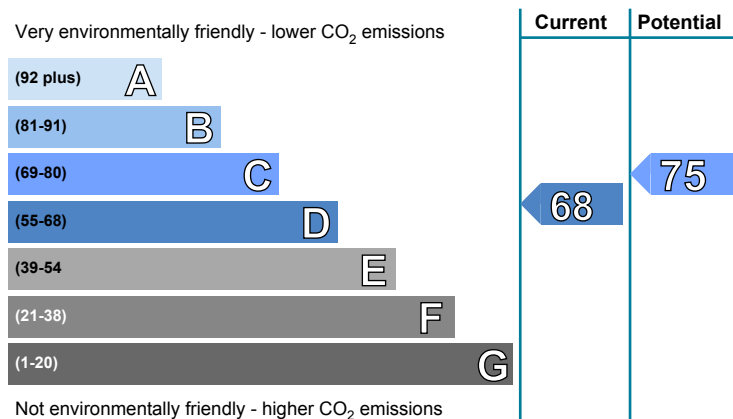 Very environmentally friendly - lower CO₂ emissions
Current
Potential
(92 plus) A
(81-91) B
(69-80) C
75
(55-68) D
68
(39-54 E
(21-38) F
(1-20) G
Not environmentally friendly - higher CO₂ emissions